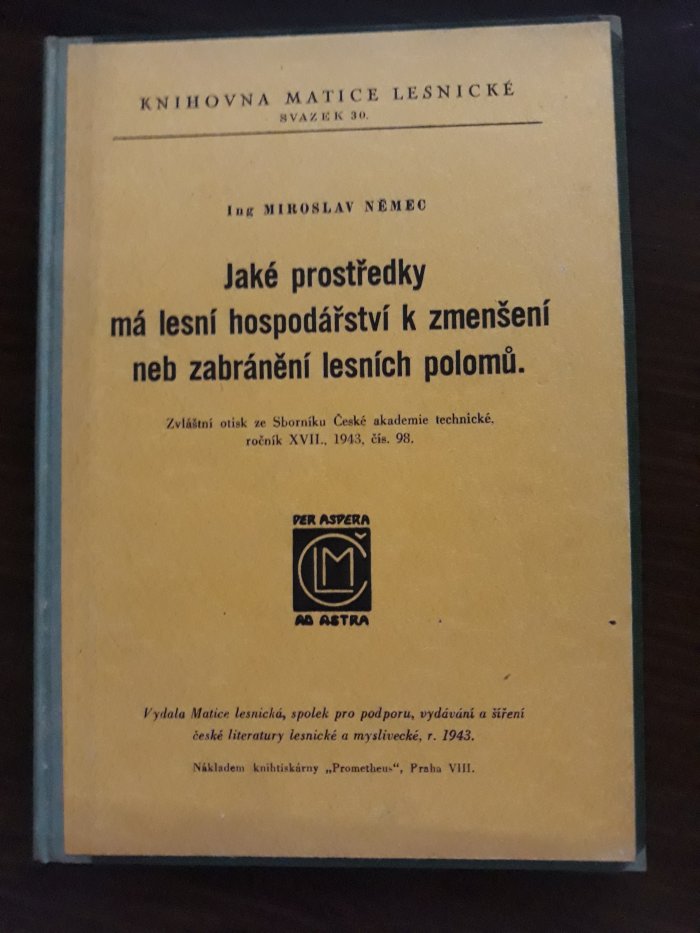 KNIHOVNA MATICE LESNICKÉ
SVAZEK 30.
Ing MIROSLAV NĚMEC
Jaké prostředky
má lesní hospodářství k zmenšení
neb zabránění lesních polomů.
Zvláštní otisk ze Sborníku České akademie technické,
ročník XVII., 1943, čís. 98.
PER ASPERA
ČLM
AD ASTRA
Vydala Matice lesnická, spolek pro podporu, vydávání a šíření
české literatury lesnické a myslivecké, r. 1943.
Nákladem knihtiskárny „Prometheus“, Praha VIII.